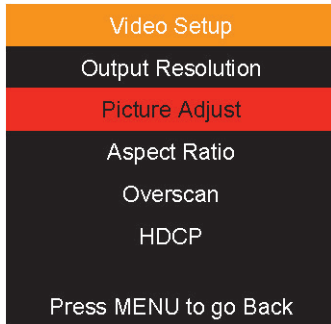 Video Setup
Output Resolution
Picture Adjust
Aspect Ratio
Overscan
HDCP
Press MENU to go Back